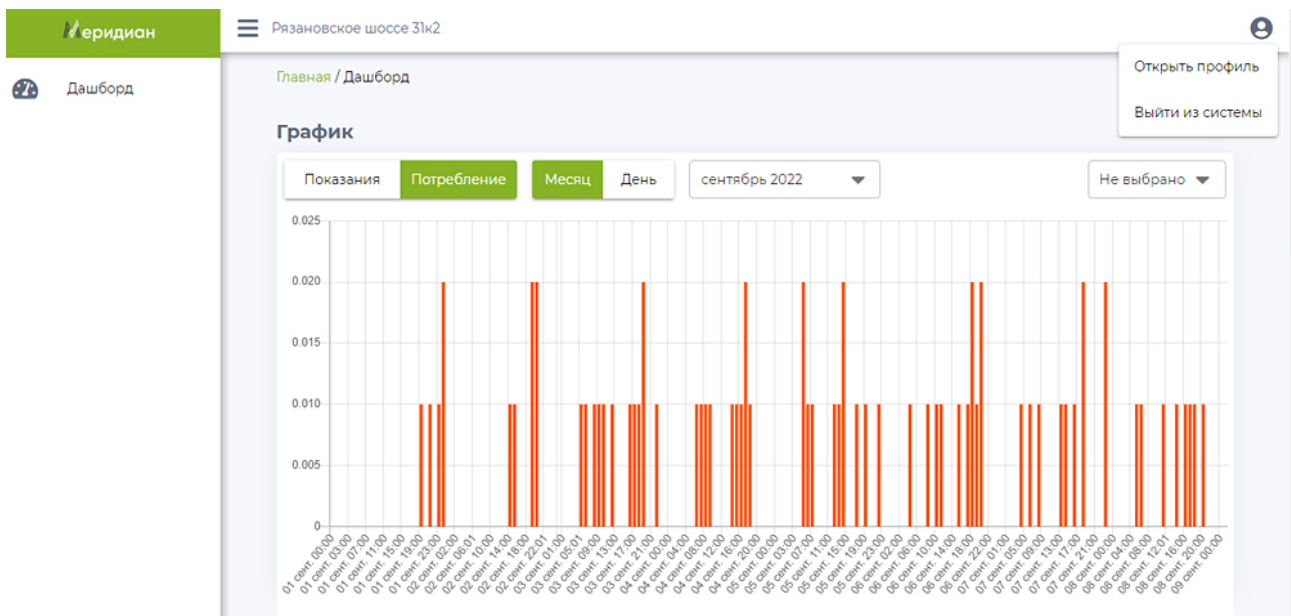 Меридиан
Рязановское шоссе 31к2
Дашборд
Главная / Дашборд
Открыть профиль
Выйти из системы
График
Показания Потребление Месяц День сентябрь 2022 Не выбрано
0.025
0.020
0.015
0.010
0.005
0
01 сент. 00:00
01 сент. 03:00
01 сент. 07:00
01 сент. 11:00
01 сент. 15:00
01 сент. 19:00
01 сент. 23:00
02 сент. 02:00
02 сент. 06:01
02 сент. 10:00
02 сент. 14:00
02 сент. 18:00
02 сент. 22:01
03 сент. 01:00
03 сент. 05:01
03 сент. 09:00
03 сент. 13:00
03 сент. 17:00
03 сент. 21:00
04 сент. 00:00
04 сент. 04:00
04 сент. 08:00
04 сент. 12:00
04 сент. 16:00
04 сент. 20:00
05 сент. 00:00
05 сент. 03:00
05 сент. 07:00
05 сент. 11:00
05 сент. 15:00
05 сент. 19:00
05 сент. 23:00
06 сент. 02:00
06 сент. 06:00
06 сент. 10:00
06 сент. 14:00
06 сент. 18:00
06 сент. 22:00
07 сент. 01:00
07 сент. 05:00
07 сент. 09:00
07 сент. 13:00
07 сент. 17:00
07 сент. 21:00
08 сент. 00:00
08 сент. 04:00
08 сент. 08:00
08 сент. 12:01
08 сент. 16:00
08 сент. 20:00
09 сент. 00:00